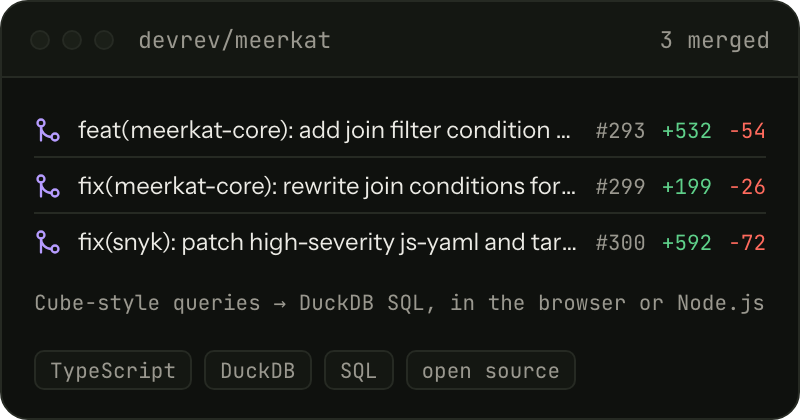 devrev/meerkat 3 merged
feat(meerkat-core): add join filter condition ... #293 +532 -54
fix(meerkat-core): rewrite join conditions for... #299 +199 -26
fix(snyk): patch high-severity js-yaml and tar... #300 +592 -72
Cube-style queries → DuckDB SQL, in the browser or Node.js
TypeScript DuckDB SQL open source